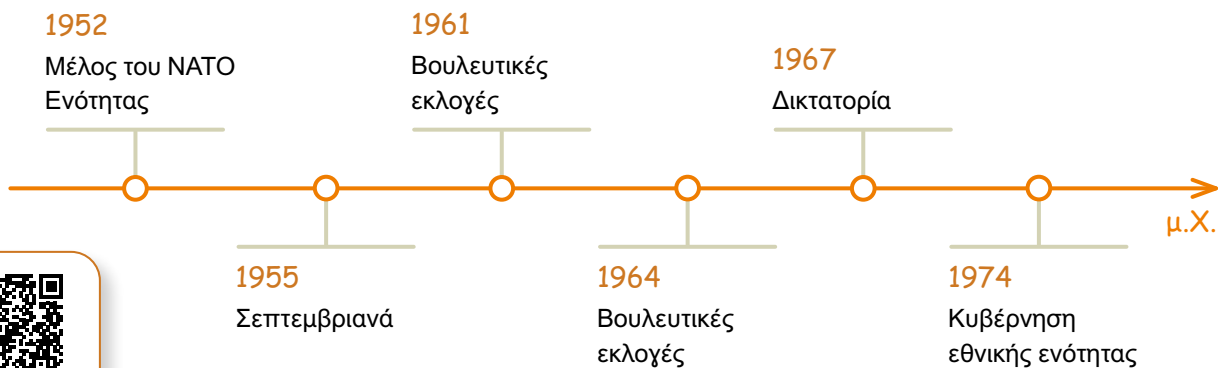 1952
Μέλος του ΝΑΤΟ
Ενότητας
1955
Σεπτεμβριανά
1961
Βουλευτικές
εκλογές
1964
Βουλευτικές
εκλογές
1967
Δικτατορία
1974
Κυβέρνηση
εθνικής ενότητας
μ.Χ.